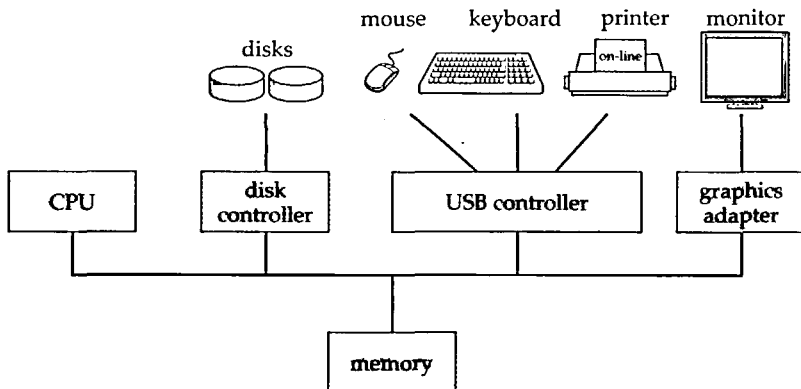 mouse
keyboard
printer
monitor
disks
on-line
CPU
disk
controller
USB controller
graphics
adapter
memory